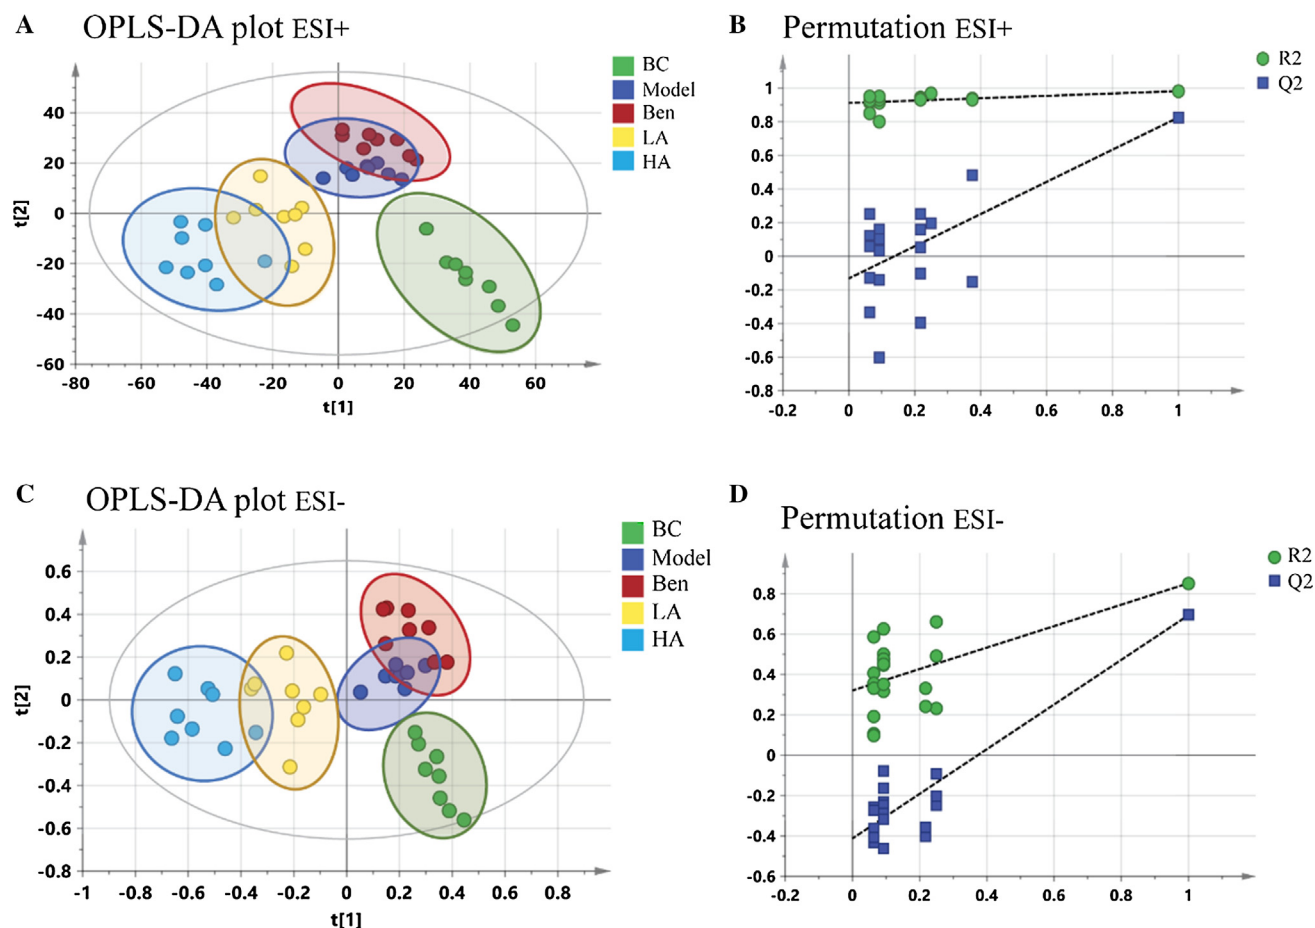 A OPLS-DA plot ESI+
BC
Model
Ben
LA
HA
t[2]
40
20
0
-20
-40
-60
-80 -60 -40 -20 0 20 40 60
t[1]
B Permutation ESI+
R2
Q2
1
0.8
0.6
0.4
0.2
0
-0.2
-0.4
-0.6
-0.8
-0.2 0 0.2 0.4 0.6 0.8 1
C OPLS-DA plot ESI-
BC
Model
Ben
LA
HA
t[2]
0.6
0.4
0.2
0
-0.2
-0.4
-0.6
-0.8
-1 -0.8 -0.6 -0.4 -0.2 0 0.2 0.4 0.6 0.8
t[1]
D Permutation ESI-
R2
Q2
0.8
0.6
0.4
0.2
0
-0.2
-0.4
-0.6
-0.2 0 0.2 0.4 0.6 0.8 1